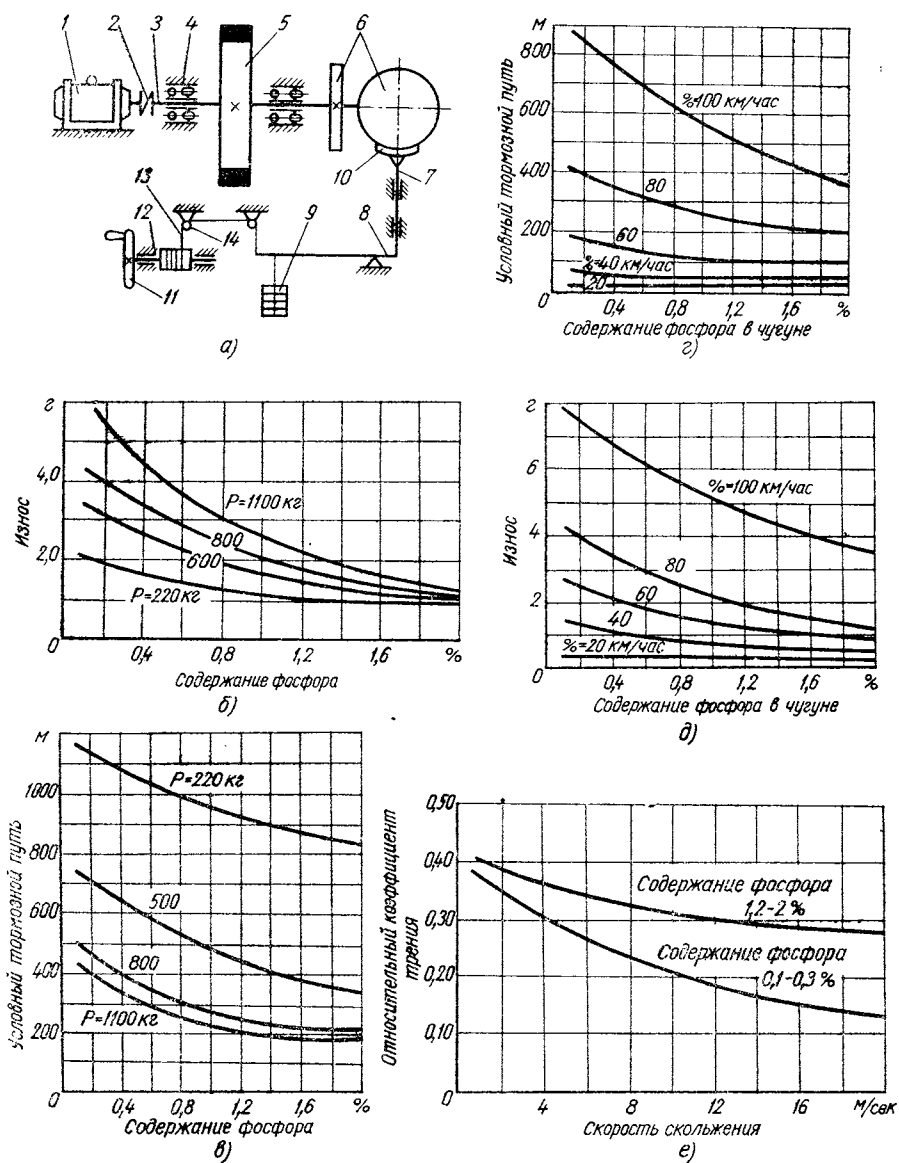 1 2 3 4 5 6
10 7
13
12 14 9 8
11
а)
М
800
600
400
200
0
Условный тормозной путь
%=100 км/час
80
60
%=40 км/час
20
0,4 0,8 1,2 1,6 %
Содержание фосфора в чугуне
г)
г
4,0
2,0
0
Износ
Р=1100 кг
800
600
Р=220 кг
0,4 0,8 1,2 1,6 %
Содержание фосфора
б)
г
6
4
2
0
Износ
%=100 км/час
80
60
40
%=20 км/час
0,4 0,8 1,2 1,6 %
Содержание фосфора в чугуне
д)
М
1000
800
600
400
200
0
Условный тормозной путь
Р=220 кг
500
800
Р=1100 кг
0,4 0,8 1,2 1,6 %
Содержание фосфора
в)
0,50
0,40
0,30
0,20
0,10
0
Относительный коэффициент
трения
Содержание фосфора
1,2-2 %
Содержание фосфора
0,1-0,3 %
4 8 12 16 М/сек
Скорость скольжения
е)